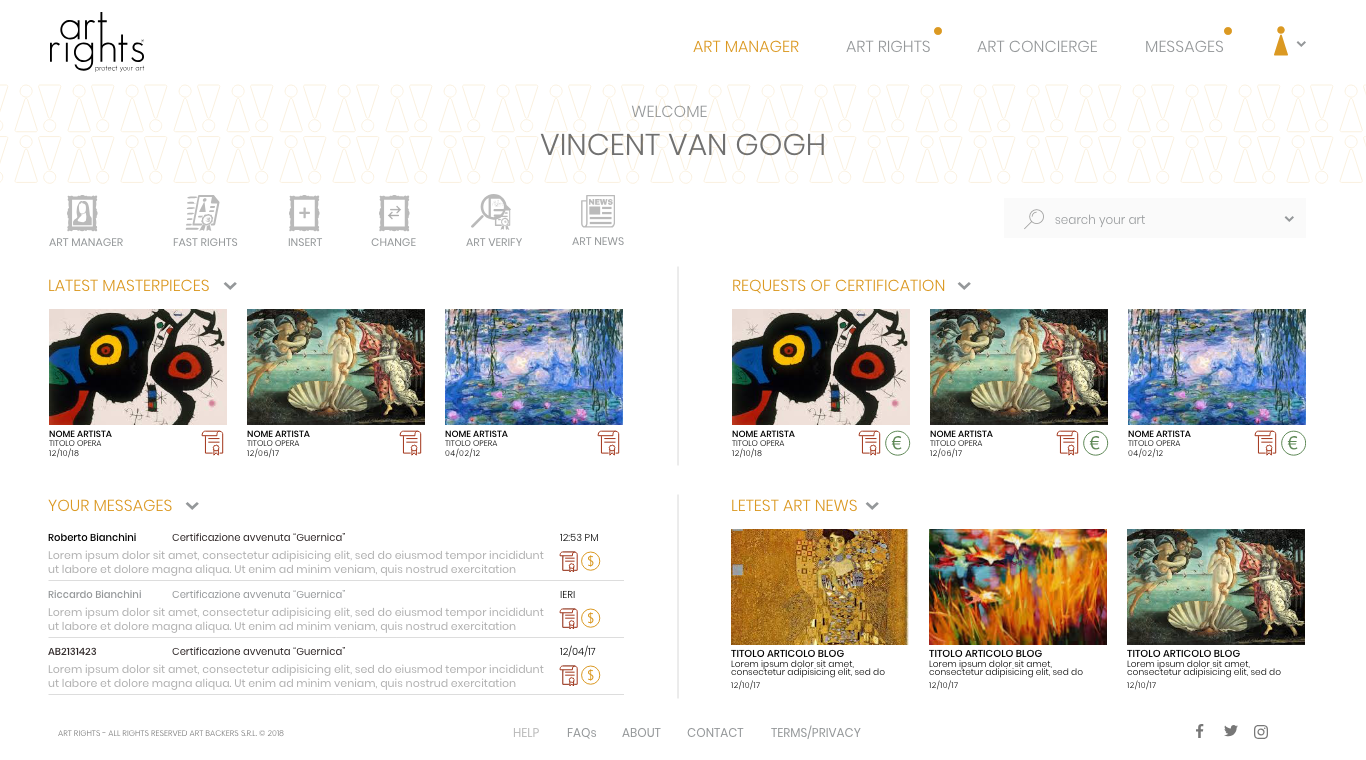 art
rights
protect your art
ART MANAGER
ART RIGHTS
ART CONCIERGE
MESSAGES
WELCOME
VINCENT VAN GOGH
ART MANAGER
FAST RIGHTS
INSERT
CHANGE
ART VERIFY
NEWS
ART NEWS
search your art
LATEST MASTERPIECES
NOME ARTISTA
TITOLO OPERA
12/10/18
NOME ARTISTA
TITOLO OPERA
12/06/17
NOME ARTISTA
TITOLO OPERA
04/02/12
REQUESTS OF CERTIFICATION
NOME ARTISTA
TITOLO OPERA
12/10/18
€
NOME ARTISTA
TITOLO OPERA
12/06/17
€
NOME ARTISTA
TITOLO OPERA
04/02/12
€
YOUR MESSAGES
Roberto Bianchini Certificazione avvenuta "Guernica" 12:53 PM
Lorem ipsum dolor sit amet, consectetur adipisicing elit, sed do eiusmod tempor incididunt
ut labore et dolore magna aliqua. Ut enim ad minim veniam, quis nostrud exercitation
$
Riccardo Bianchini Certificazione avvenuta "Guernica" IERI
Lorem ipsum dolor sit amet, consectetur adipisicing elit, sed do eiusmod tempor incididunt
ut labore et dolore magna aliqua. Ut enim ad minim veniam, quis nostrud exercitation
$
AB2131423 Certificazione avvenuta "Guernica" 12/04/17
Lorem ipsum dolor sit amet, consectetur adipisicing elit, sed do eiusmod tempor incididunt
ut labore et dolore magna aliqua. Ut enim ad minim veniam, quis nostrud exercitation
$
LETEST ART NEWS
TITOLO ARTICOLO BLOG
Lorem ipsum dolor sit amet,
consectetur adipisicing elit, sed do
12/10/17
TITOLO ARTICOLO BLOG
Lorem ipsum dolor sit amet,
consectetur adipisicing elit, sed do
12/10/17
TITOLO ARTICOLO BLOG
Lorem ipsum dolor sit amet,
consectetur adipisicing elit, sed do
12/10/17
ART RIGHTS - ALL RIGHTS RESERVED ART BACKERS S.R.L. © 2018
HELP
FAQs
ABOUT
CONTACT
TERMS/PRIVACY